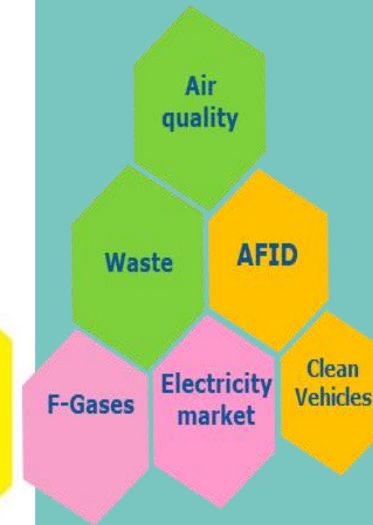 Air
quality
Waste
AFID
F-Gases
Electricity
market
Clean
Vehicles